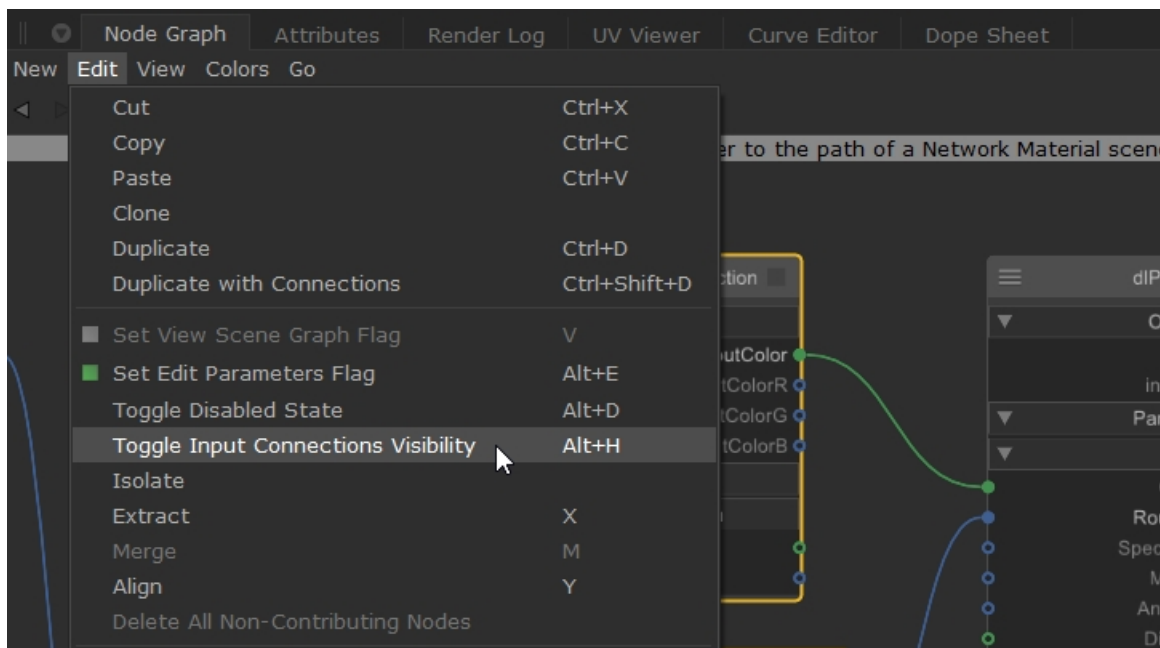 Node Graph Attributes Render Log UV Viewer Curve Editor Dope Sheet
New Edit View Colors Go
Cut Ctrl+X
Copy Ctrl+C
to the path of a Network Material
Paste Ctrl+V
Clone
Duplicate Ctrl+D
Duplicate with Connections Ctrl+Shift+D
Set View Scene Graph Flag V
Set Edit Parameters Flag Alt+E
Toggle Disabled State Alt+D
Toggle Input Connections Visibility Alt+H
Isolate
Extract X
Merge M
Align Y
Delete All Non-Contributing Nodes